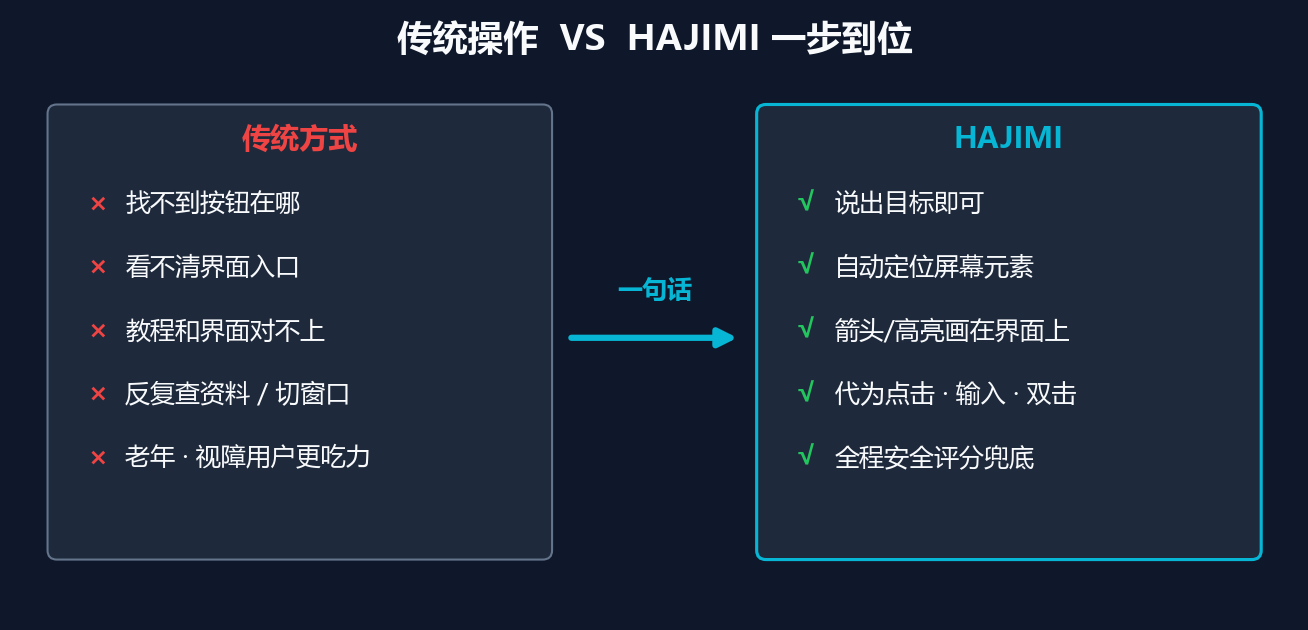 传统操作 VS HAJIMI 一步到位
传统方式
× 找不到按钮在哪
× 看不清界面入口
× 教程和界面对不上
× 反复查资料 / 切窗口
× 老年 · 视障用户更吃力
一句话
HAJIMI
√ 说出目标即可
√ 自动定位屏幕元素
√ 箭头/高亮画在界面上
√ 代为点击 · 输入 · 双击
√ 全程安全评分兜底